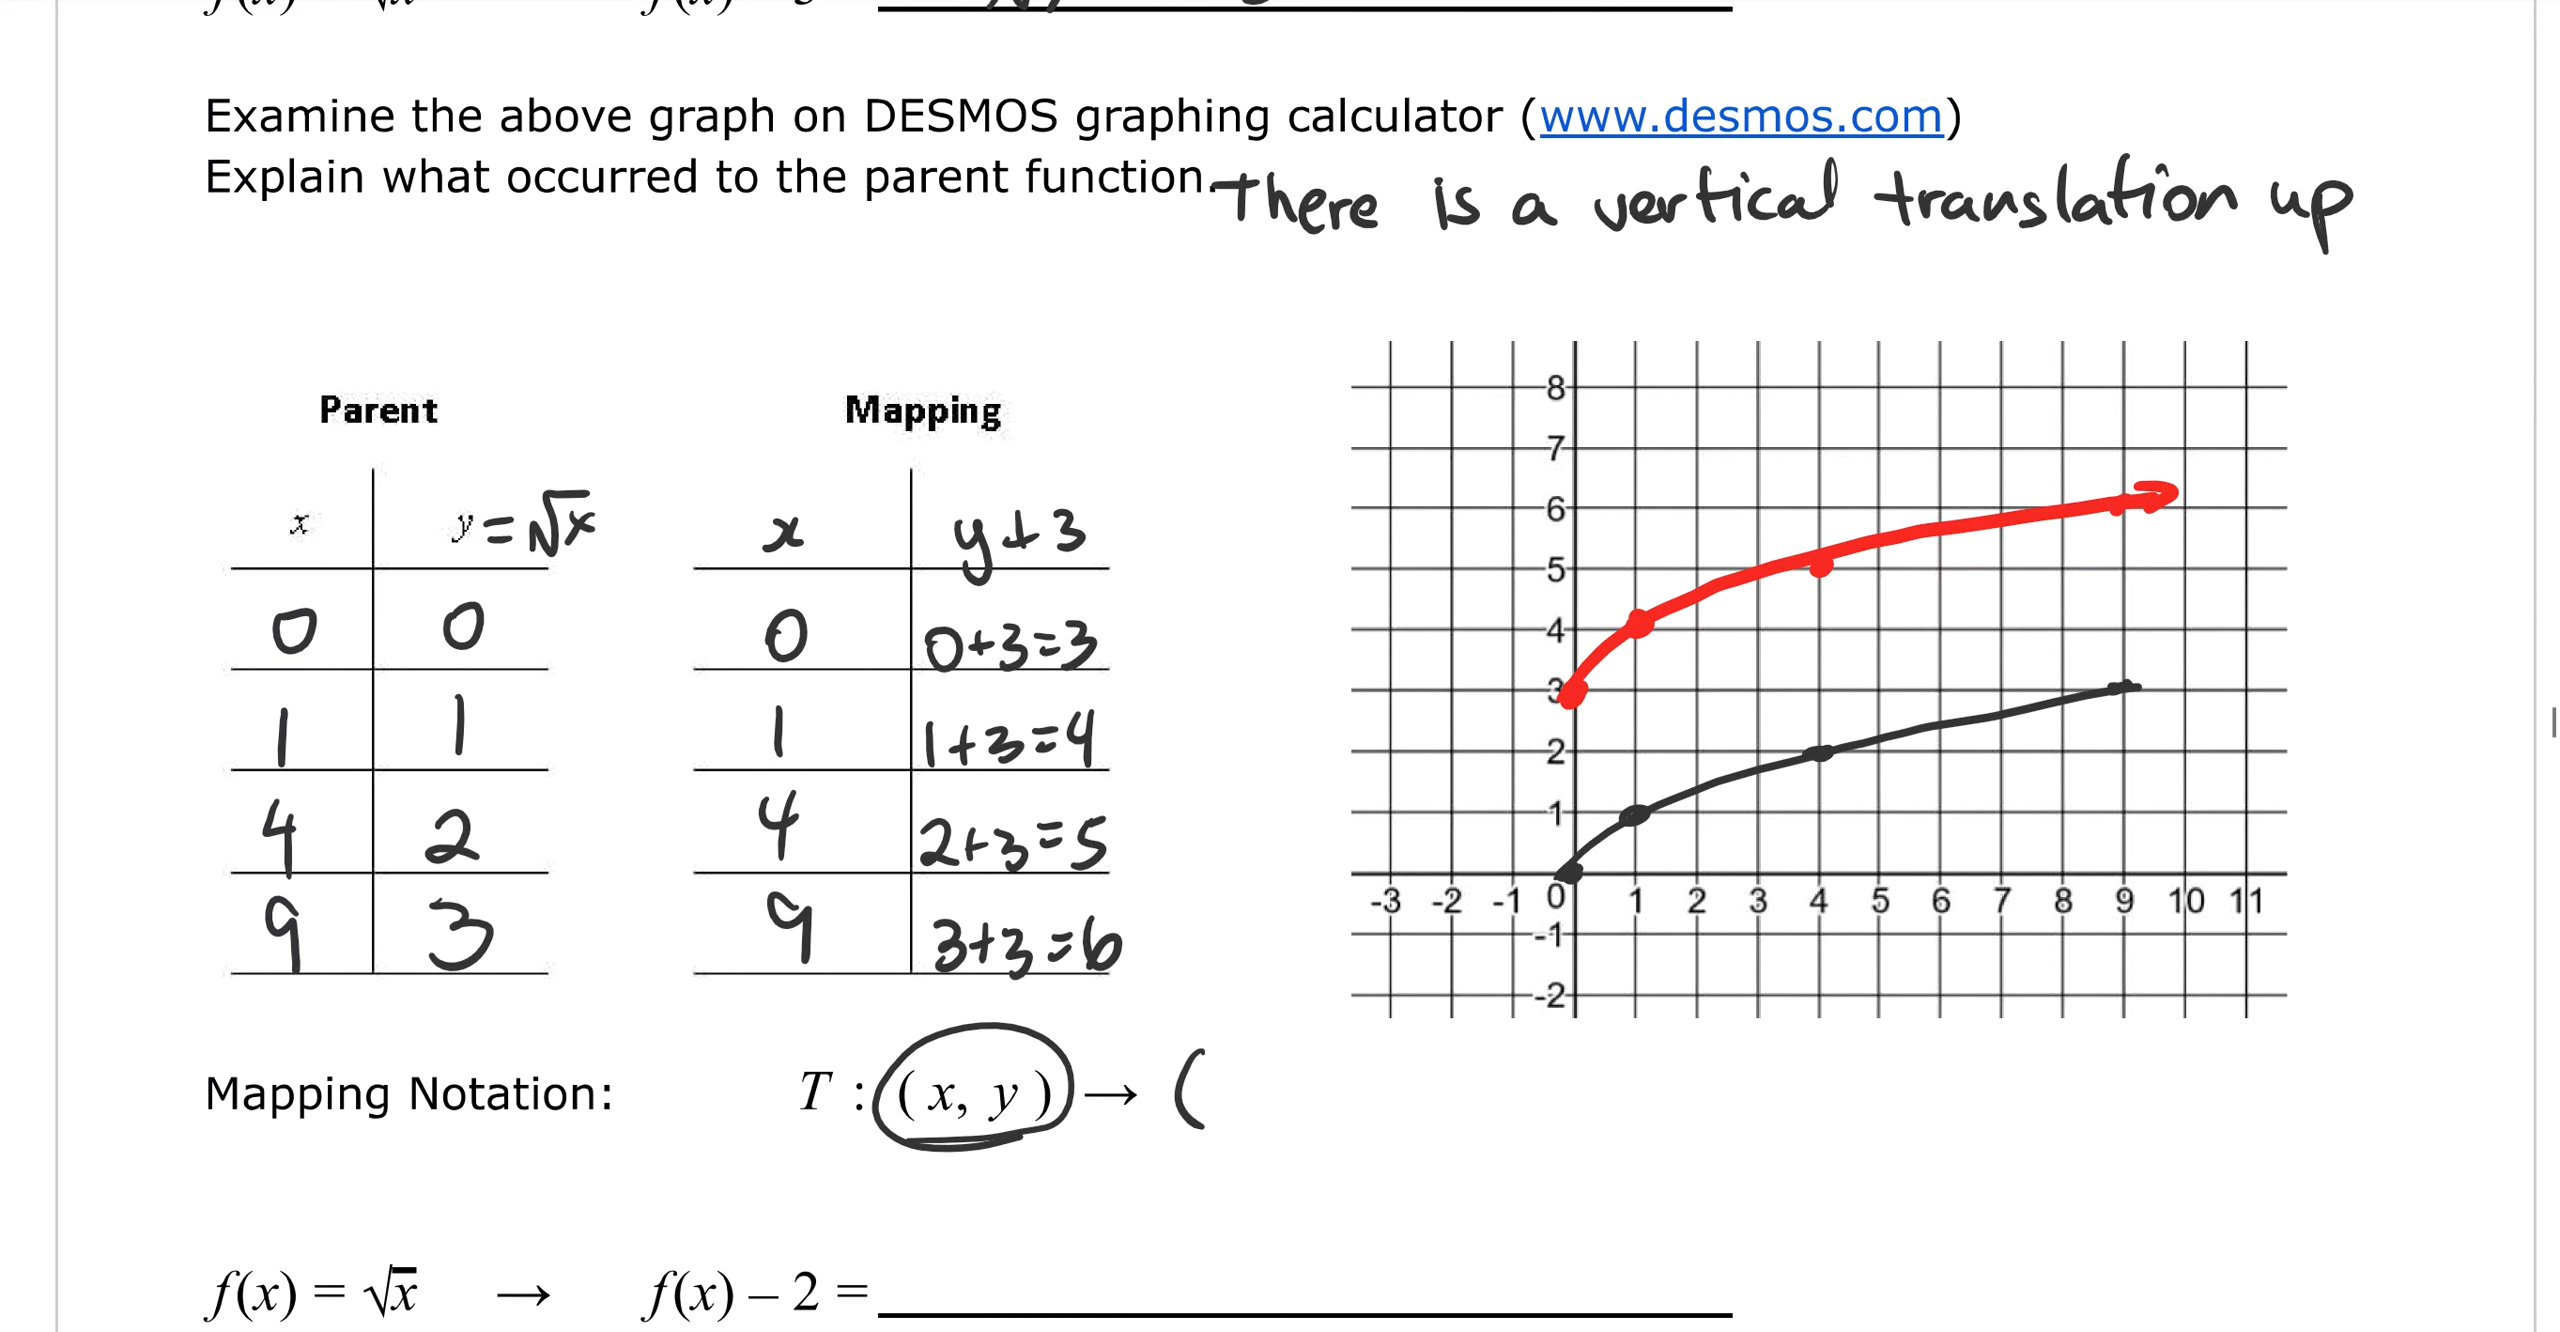 Examine the above graph on DESMOS graphing calculator (www.desmos.com)
Explain what occurred to the parent function. There is a vertical translation up
Parent
x y = √x
0 0
1 1
4 2
9 3
Mapping
x y+3
0 0+3=3
1 1+3=4
4 2+3=5
9 3+3=6
8
7
6
5
4
3
2
1
-3 -2 -1 0 1 2 3 4 5 6 7 8 9 10 11
-1
-2
Mapping Notation: T : ( x, y ) → (
f(x) = √x → f(x) – 2 =